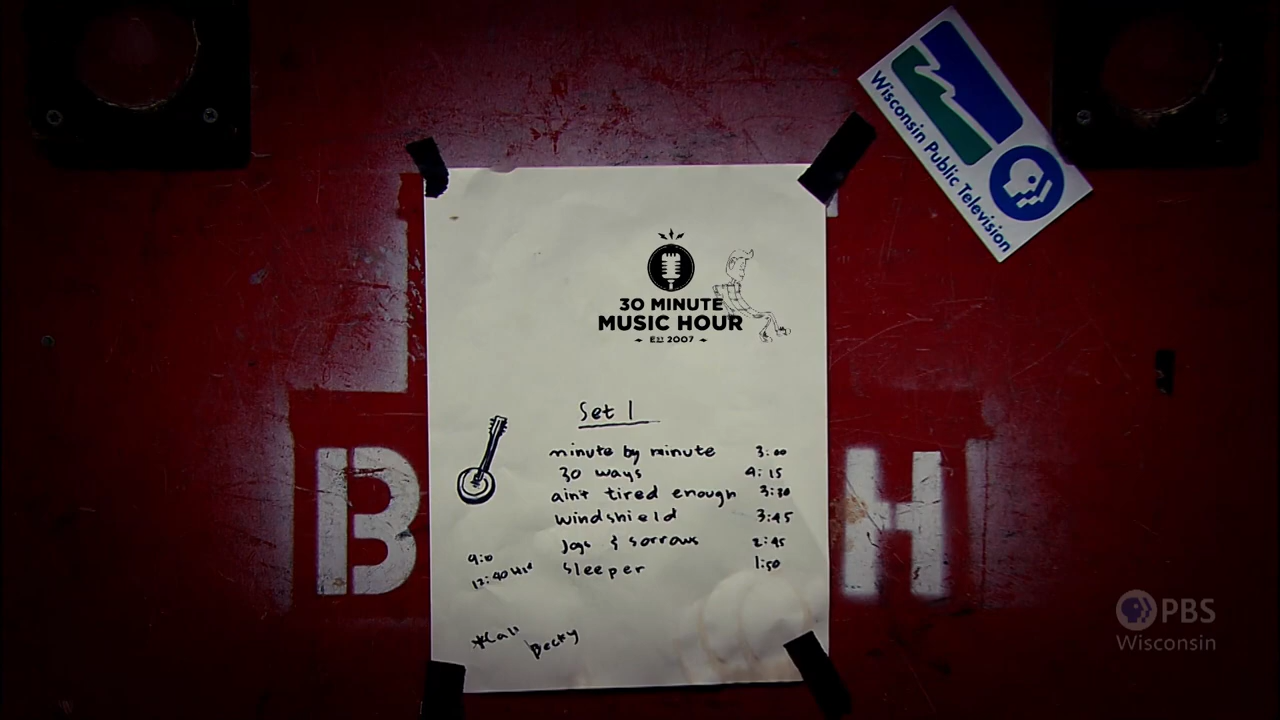 Wisconsin Public Television
30 MINUTE
MUSIC HOUR
EST 2007
Set 1
minute by minute 3:00
30 ways 4:15
ain't tired enough 3:30
windshield 3:45
joys & sorrows 2:45
sleeper 1:50
12:40
*Call
Becky
B H
PBS
Wisconsin